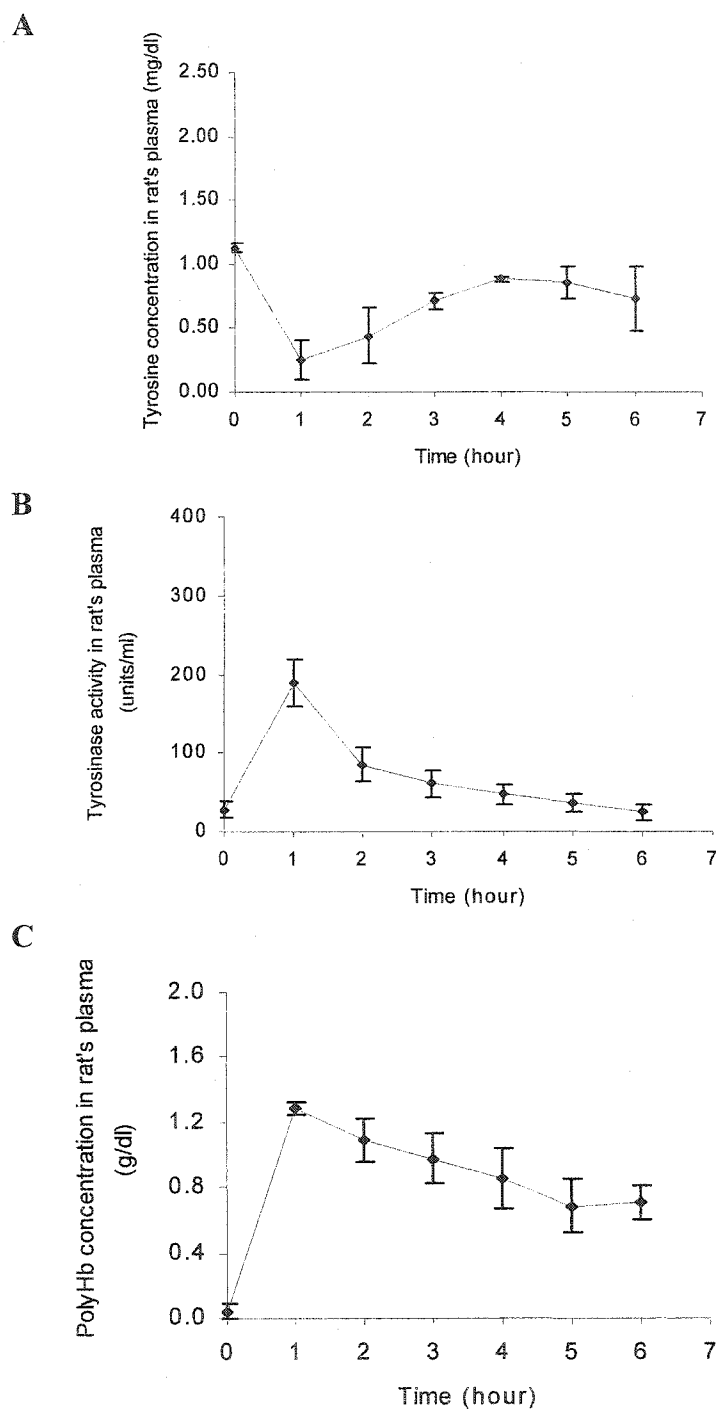 A
Tyrosine concentration in rat's plasma (mg/dl)
2.50
2.00
1.50
1.00
0.50
0.00
0 1 2 3 4 5 6 7
Time (hour)
B
Tyrosinase activity in rat's plasma
(units/ml)
400
300
200
100
0
0 1 2 3 4 5 6 7
Time (hour)
C
PolyHb concentration in rat's plasma
(g/dl)
2.0
1.6
1.2
0.8
0.4
0.0
0 1 2 3 4 5 6 7
Time (hour)